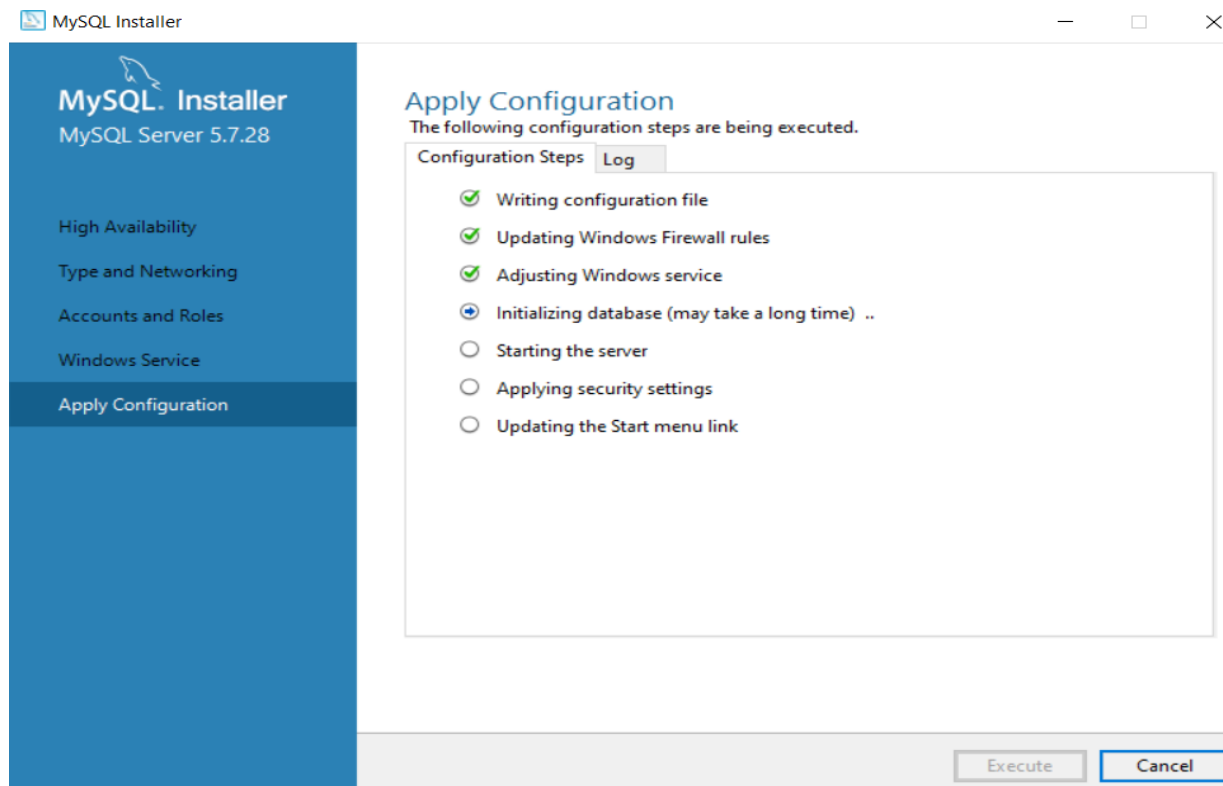 MySQL Installer
MySQL. Installer
MySQL Server 5.7.28
High Availability
Type and Networking
Accounts and Roles
Windows Service
Apply Configuration
Apply Configuration
The following configuration steps are being executed.
Configuration Steps Log
Writing configuration file
Updating Windows Firewall rules
Adjusting Windows service
Initializing database (may take a long time) ..
Starting the server
Applying security settings
Updating the Start menu link
Execute Cancel